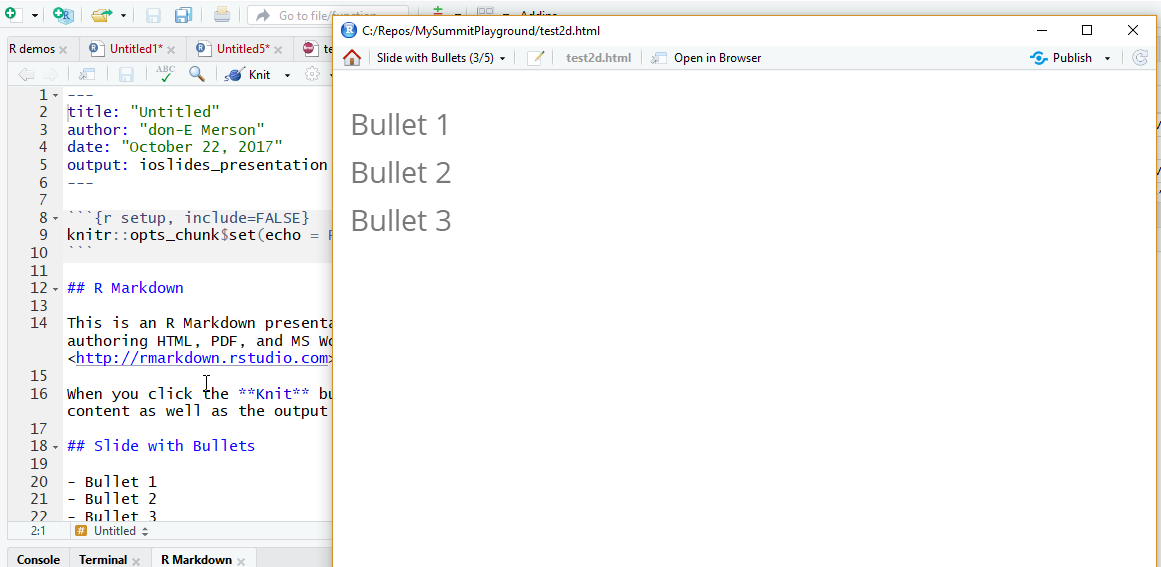 Go to file/function
Addins
R demos
Untitled1*
Untitled5*
Knit
1 ---
2 title: "Untitled"
3 author: "don-E Merson"
4 date: "October 22, 2017"
5 output: ioslides_presentation
6 ---
7
8 ```{r setup, include=FALSE}
9 knitr::opts_chunk$set(echo =
10 ```
11
12 ## R Markdown
13
14 This is an R Markdown
authoring HTML, PDF, and MS
<http://rmarkdown.rstudio.com>
15
16 When you click the **Knit**
content as well as the output
17
18 ## Slide with Bullets
19
20 - Bullet 1
21 - Bullet 2
22 - Bullet 3
2:1 # Untitled
Console Terminal R Markdown
C:/Repos/MySummitPlayground/test2d.html
Slide with Bullets (3/5) test2d.html Open in Browser Publish
Bullet 1
Bullet 2
Bullet 3